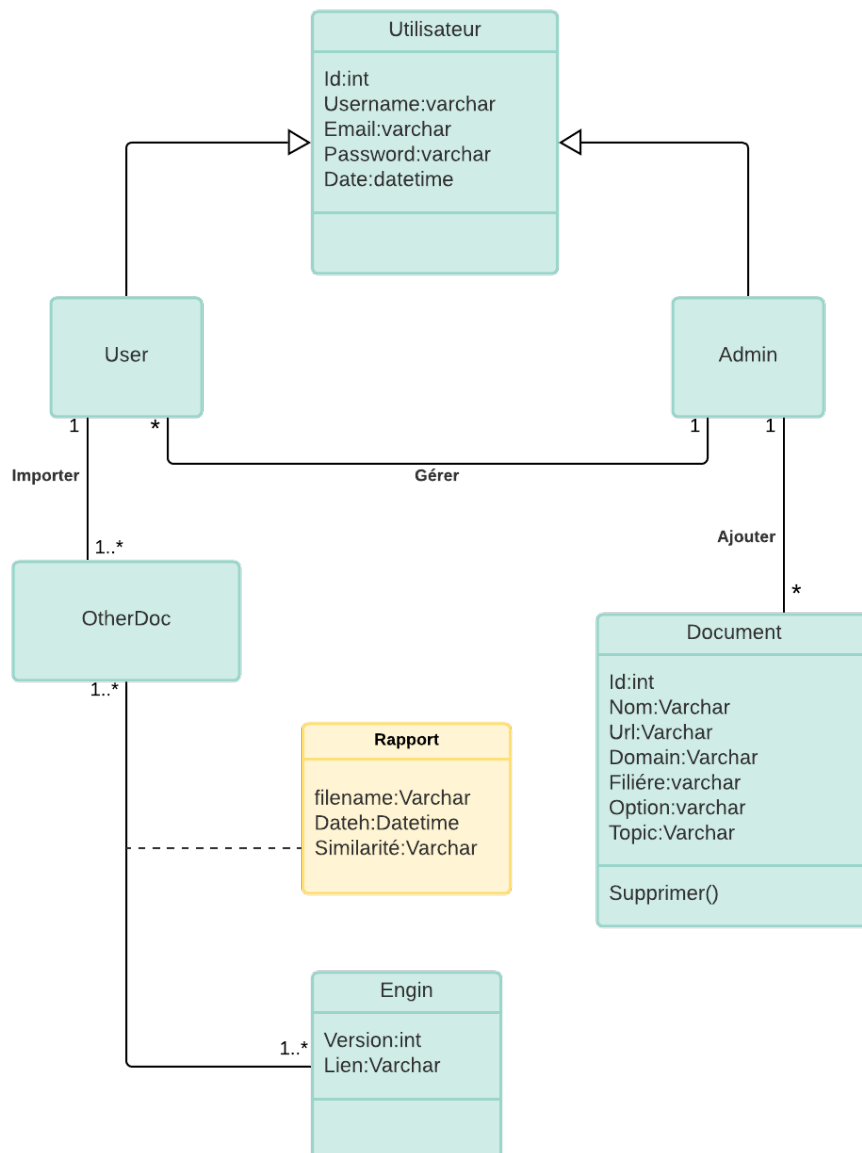 Utilisateur
Id:int
Username:varchar
Email:varchar
Password:varchar
Date:datetime
User
Admin
1
*
1
1
Importer
Gérer
Ajouter
1..*
*
OtherDoc
Document
Id:int
Nom:Varchar
Url:Varchar
Domain:Varchar
Filiére:varchar
Option:varchar
Topic:Varchar
Supprimer()
1..*
Rapport
filename:Varchar
Dateh:Datetime
Similarité:Varchar
Engin
Version:int
Lien:Varchar
1..*